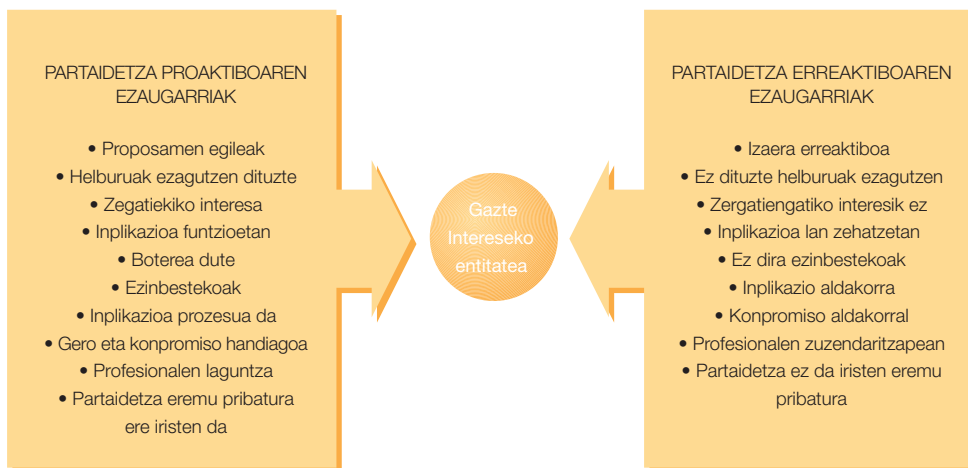 PARTAIDETZA PROAKTIBOAREN
EZAUGARRIAK
• Proposamen egileak
• Helburuak ezagutzen dituzte
• Zegatiekiko interesa
• Inplikazioa funtzioetan
• Boterea dute
• Ezinbestekoak
• Inplikazioa prozesua da
• Gero eta konpromiso handiagoa
• Profesionalen laguntza
• Partaidetza eremu pribatura
ere iristen da
Gazte
Intereseko
entitatea
PARTAIDETZA ERREAKTIBOAREN
EZAUGARRIAK
• Izaera erreaktiboa
• Ez dituzte helburuak ezagutzen
• Zergatiengatiko interesik ez
• Inplikazioa lan zehatzetan
• Ez dira ezinbestekoak
• Inplikazio aldakorra
• Konpromiso aldakorral
• Profesionalen zuzendaritzapean
• Partaidetza ez da iristen eremu
pribatura